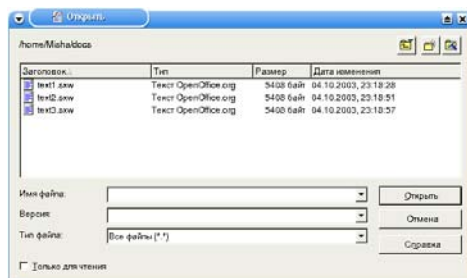 Открыть
/home/Misha/docs
Заголовок Тип Размер Дата изменения
text1.sxw Текст OpenOffice.org 5408 байт 04.10.2003, 23:18:28
text2.sxw Текст OpenOffice.org 5408 байт 04.10.2003, 23:18:51
text3.sxw Текст OpenOffice.org 5408 байт 04.10.2003, 23:18:57
Имя файла: Открыть
Версия: Отмена
Тип файла: Все файлы (*.*) Справка
Только для чтения